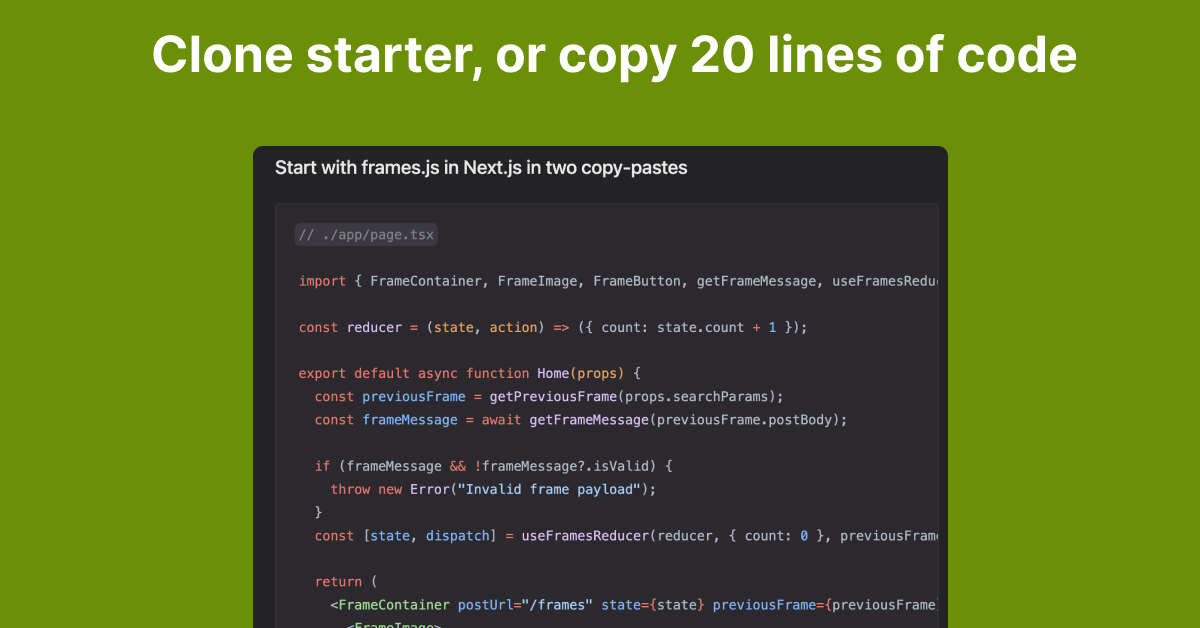 Clone starter, or copy 20 lines of code
Start with frames.js in Next.js in two copy-pastes
// ./app/page.tsx
import { FrameContainer, FrameImage, FrameButton, getFrameMessage, useFramesRedu
const reducer = (state, action) => ({ count: state.count + 1 });
export default async function Home(props) {
const previousFrame = getPreviousFrame(props.searchParams);
const frameMessage = await getFrameMessage(previousFrame.postBody);
if (frameMessage && !frameMessage?.isValid) {
throw new Error("Invalid frame payload");
}
const [state, dispatch] = useFramesReducer(reducer, { count: 0 }, previousFram
return (
<FrameContainer postUrl="/frames" state={state} previousFrame={previousFrame
<FrameImage>